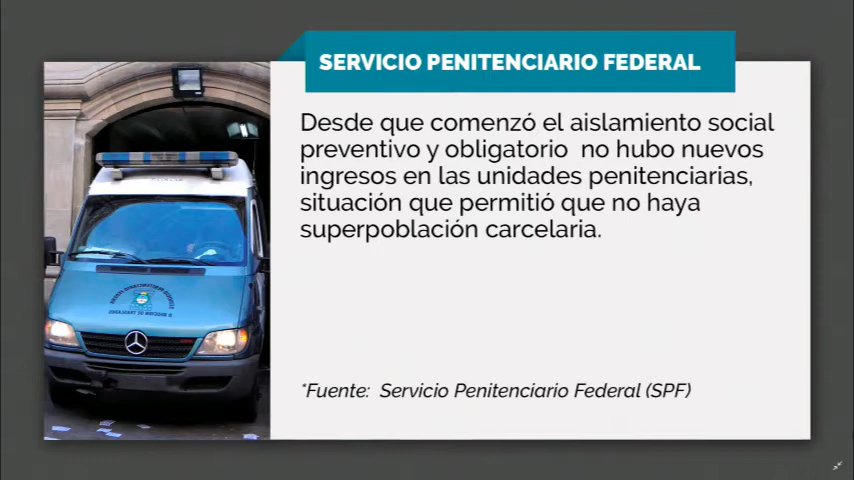 SERVICIO PENITENCIARIO FEDERAL
Desde que comenzó el aislamiento social
preventivo y obligatorio no hubo nuevos
ingresos en las unidades penitenciarias,
situación que permitió que no haya
superpoblación carcelaria.
*Fuente: Servicio Penitenciario Federal (SPF)